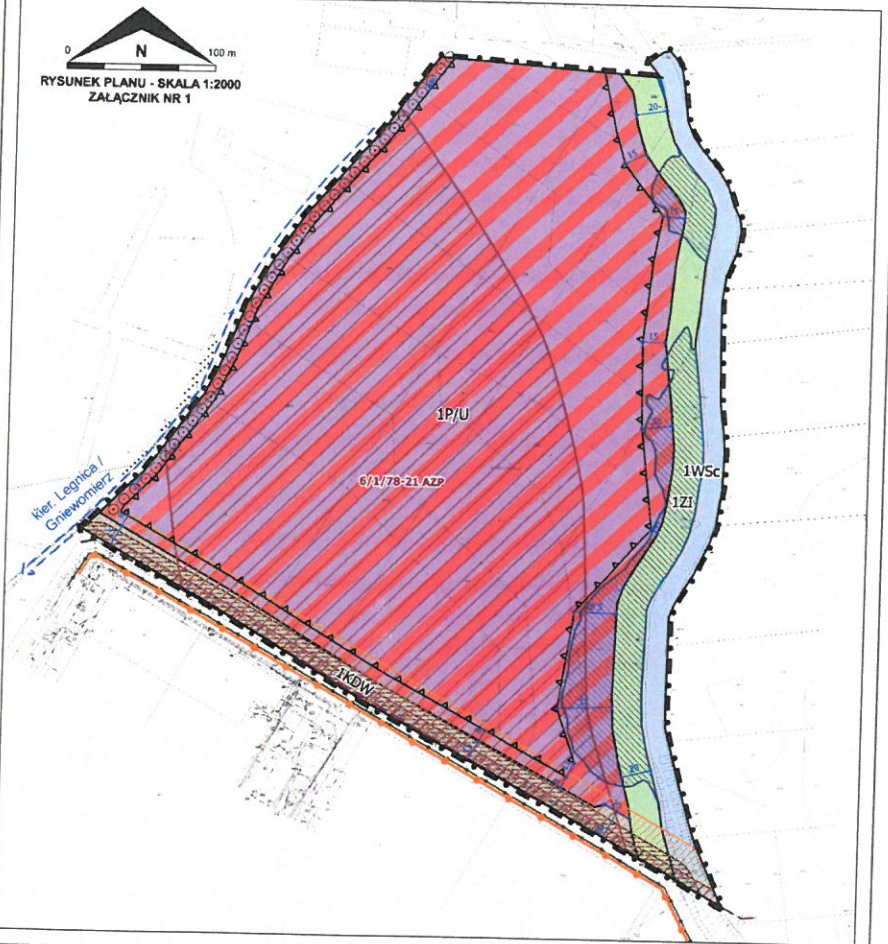 0 N 100 m
RYSUNEK PLANU - SKALA 1:2000
ZAŁĄCZNIK NR 1
20
15
15
1P/U
6/1/78-21 AZP
1WSc
1ZI
kier. Legnica /
Gniewomierz
1KDW
20